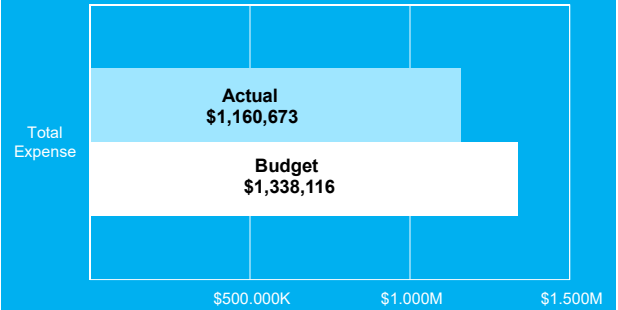 Actual
$1,160,673
Total
Expense
Budget
$1,338,116
$500.000K
$1.000M
$1.500M